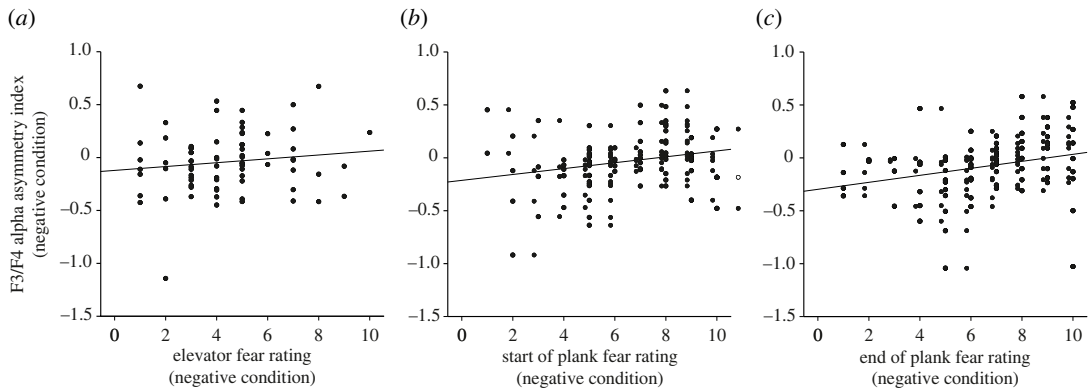 (a)
(b)
(c)
F3/F4 alpha asymmetry index
(negative condition)
1.0
0.5
0
–0.5
–1.0
–1.5
0 2 4 6 8 10
elevator fear rating
(negative condition)
1.0
0.5
0
–0.5
–1.0
–1.5
0 2 4 6 8 10
start of plank fear rating
(negative condition)
1.0
0.5
0
–0.5
–1.0
–1.5
0 2 4 6 8 10
end of plank fear rating
(negative condition)